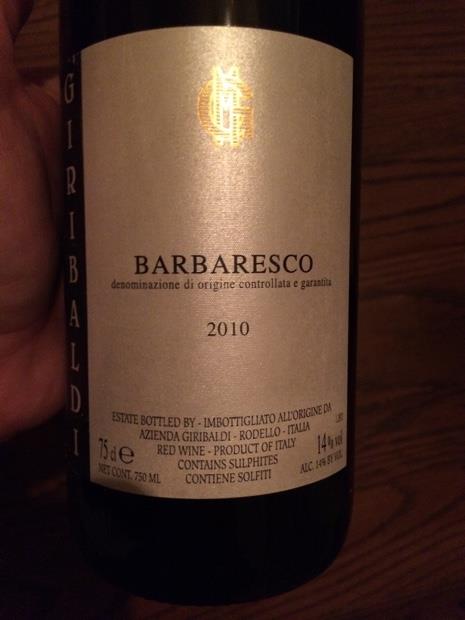 GIRIBALDI
BARBARESCO
denominazione di origine controllata e garantita
2010
ESTATE BOTTLED BY - IMBOTTIGLIATO ALL'ORIGINE DA
AZIENDA GIRIBALDI - RODELLO - ITALIA
RED WINE - PRODUCT OF ITALY
CONTAINS SULPHITES
CONTIENE SOLFITI
75 cl e
NET CONT. 750 ML
14% vol
ALC. 14% BY VOL.